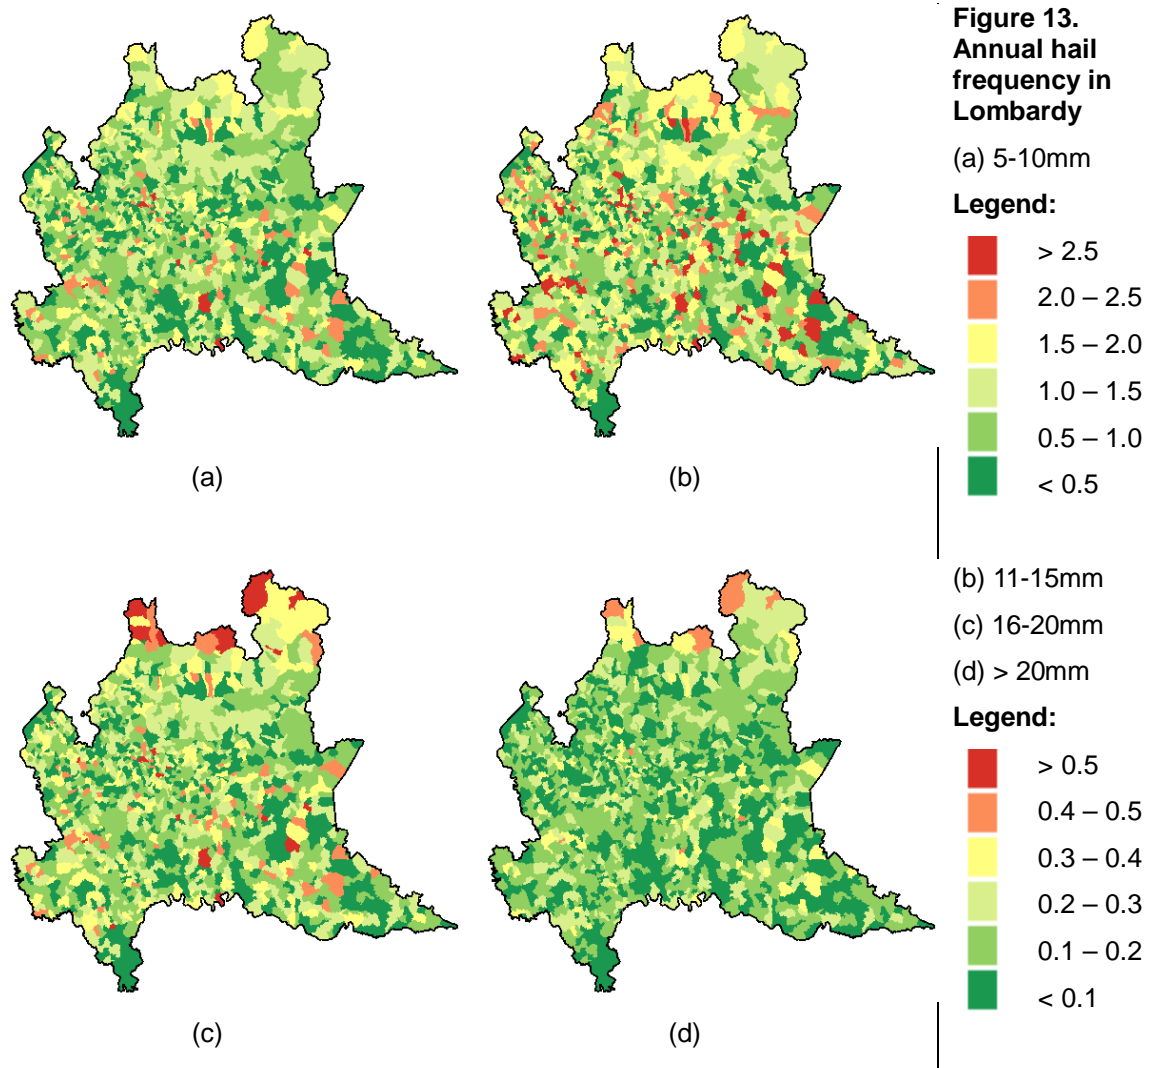 Figure 13.
Annual hail
frequency in
Lombardy
(a) 5-10mm
Legend:
> 2.5
2.0 – 2.5
1.5 – 2.0
1.0 – 1.5
0.5 – 1.0
< 0.5
(a)
(b)
(b) 11-15mm
(c) 16-20mm
(d) > 20mm
Legend:
> 0.5
0.4 – 0.5
0.3 – 0.4
0.2 – 0.3
0.1 – 0.2
< 0.1
(c)
(d)